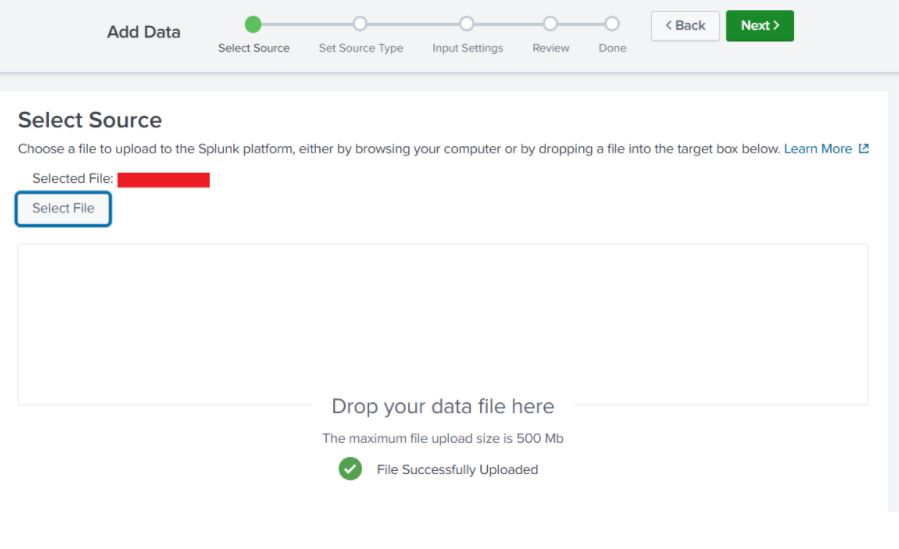 Add Data
Select Source
Set Source Type
Input Settings
Review
Done
< Back
Next >
Select Source
Choose a file to upload to the Splunk platform, either by browsing your computer or by dropping a file into the target box below. Learn More
Selected File:
Select File
Drop your data file here
The maximum file upload size is 500 Mb
File Successfully Uploaded